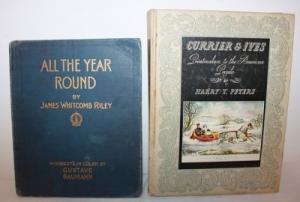 ALL THE YEAR
ROUND
BY
JAMES WHITCOMB RILEY
WOODCUTS IN COLOR BY
GUSTAVE
BAUMANN
CURRIER & IVES
Printmakers to the American
People
by
HARRY T. PETERS